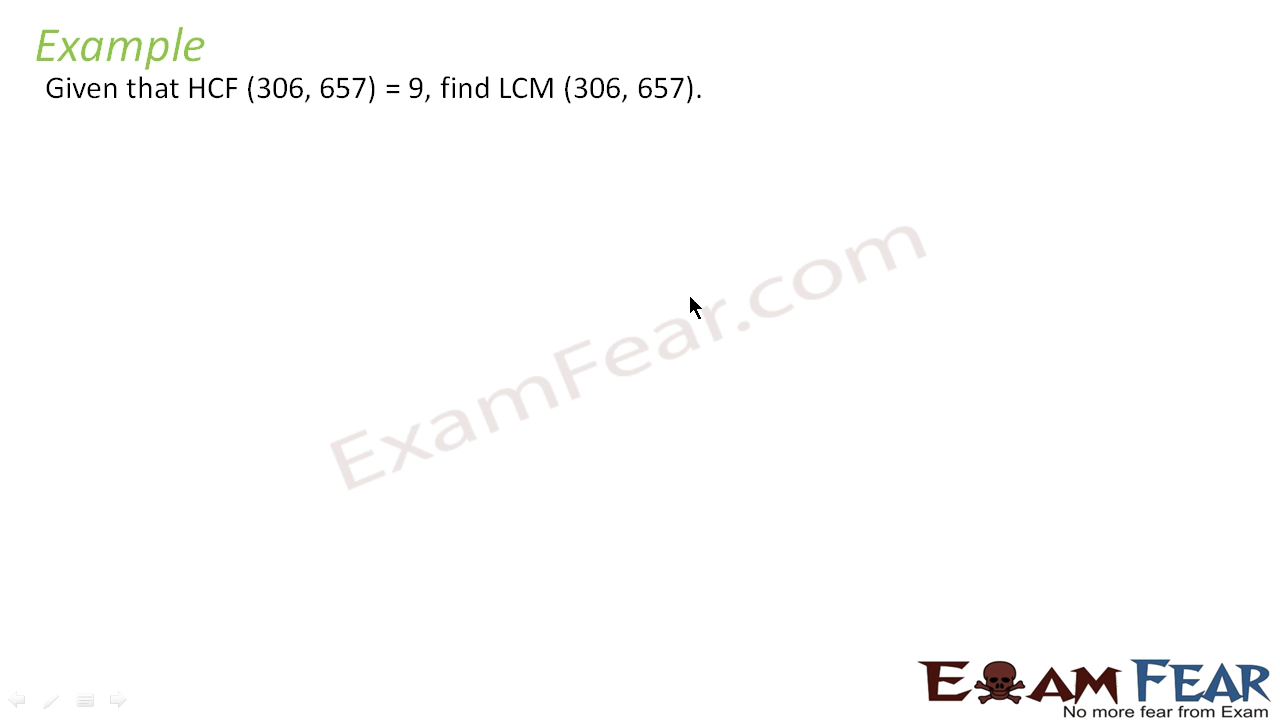 Example
Given that HCF (306, 657) = 9, find LCM (306, 657).
ExamFear.com
EXAM FEAR
No more fear from Exam